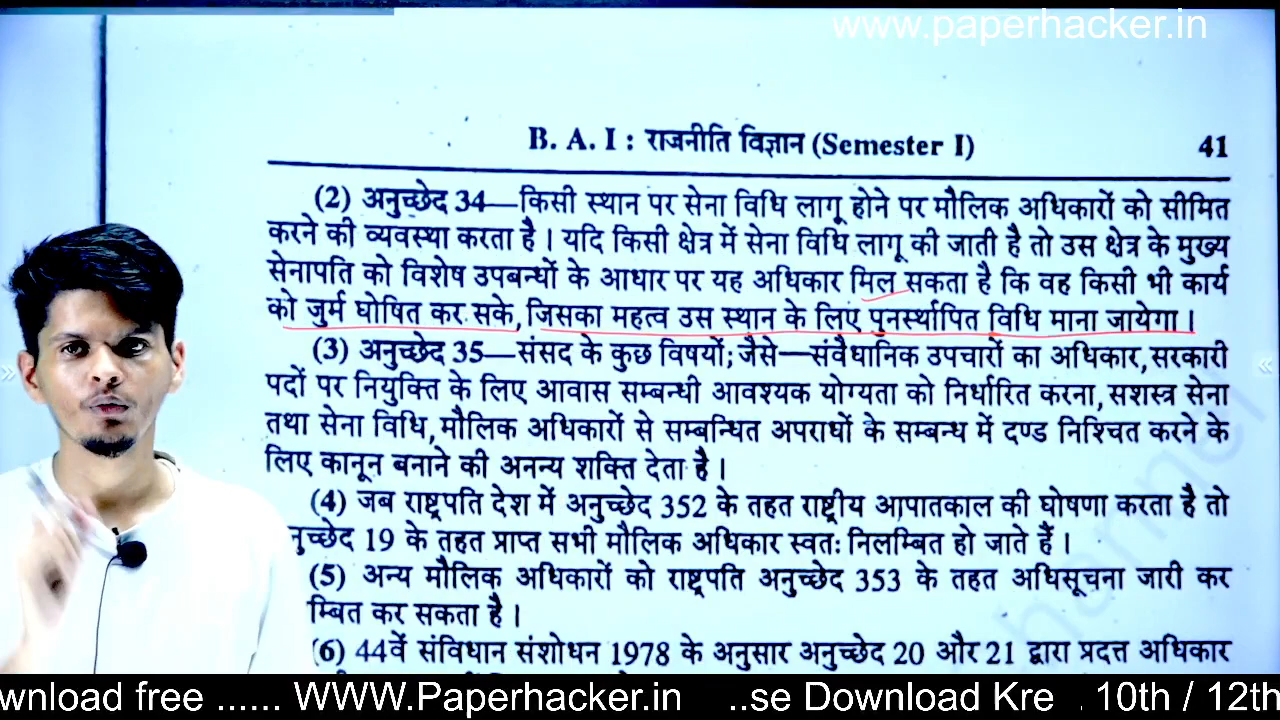 www.paperhacker.in
B. A. I : राजनीति विज्ञान (Semester I) 41
(2) अनुच्छेद 34—किसी स्थान पर सेना विधि लागू होने पर मौलिक अधिकारों को सीमित
करने की व्यवस्था करता है। यदि किसी क्षेत्र में सेना विधि लागू की जाती है तो उस क्षेत्र के मुख्य
सेनापति को विशेष उपबन्धों के आधार पर यह अधिकार मिल सकता है कि वह किसी भी कार्य
को जुर्म घोषित कर सके, जिसका महत्व उस स्थान के लिए पुनर्स्थापित विधि माना जायेगा।
(3) अनुच्छेद 35—संसद के कुछ विषयों; जैसे—संवैधानिक उपचारों का अधिकार, सरकारी
पदों पर नियुक्ति के लिए आवास सम्बन्धी आवश्यक योग्यता को निर्धारित करना, सशस्त्र सेना
तथा सेना विधि, मौलिक अधिकारों से सम्बन्धित अपराधों के सम्बन्ध में दण्ड निश्चित करने के
लिए कानून बनाने की अनन्य शक्ति देता है।
(4) जब राष्ट्रपति देश में अनुच्छेद 352 के तहत राष्ट्रीय आपातकाल की घोषणा करता है तो
नुच्छेद 19 के तहत प्राप्त सभी मौलिक अधिकार स्वतः निलम्बित हो जाते हैं।
(5) अन्य मौलिक अधिकारों को राष्ट्रपति अनुच्छेद 353 के तहत अधिसूचना जारी कर
म्बित कर सकता है।
(6) 44वें संविधान संशोधन 1978 के अनुसार अनुच्छेद 20 और 21 द्वारा प्रदत्त अधिकार
wnload free ...... WWW.Paperhacker.in ..se Download Kre . 10th / 12th